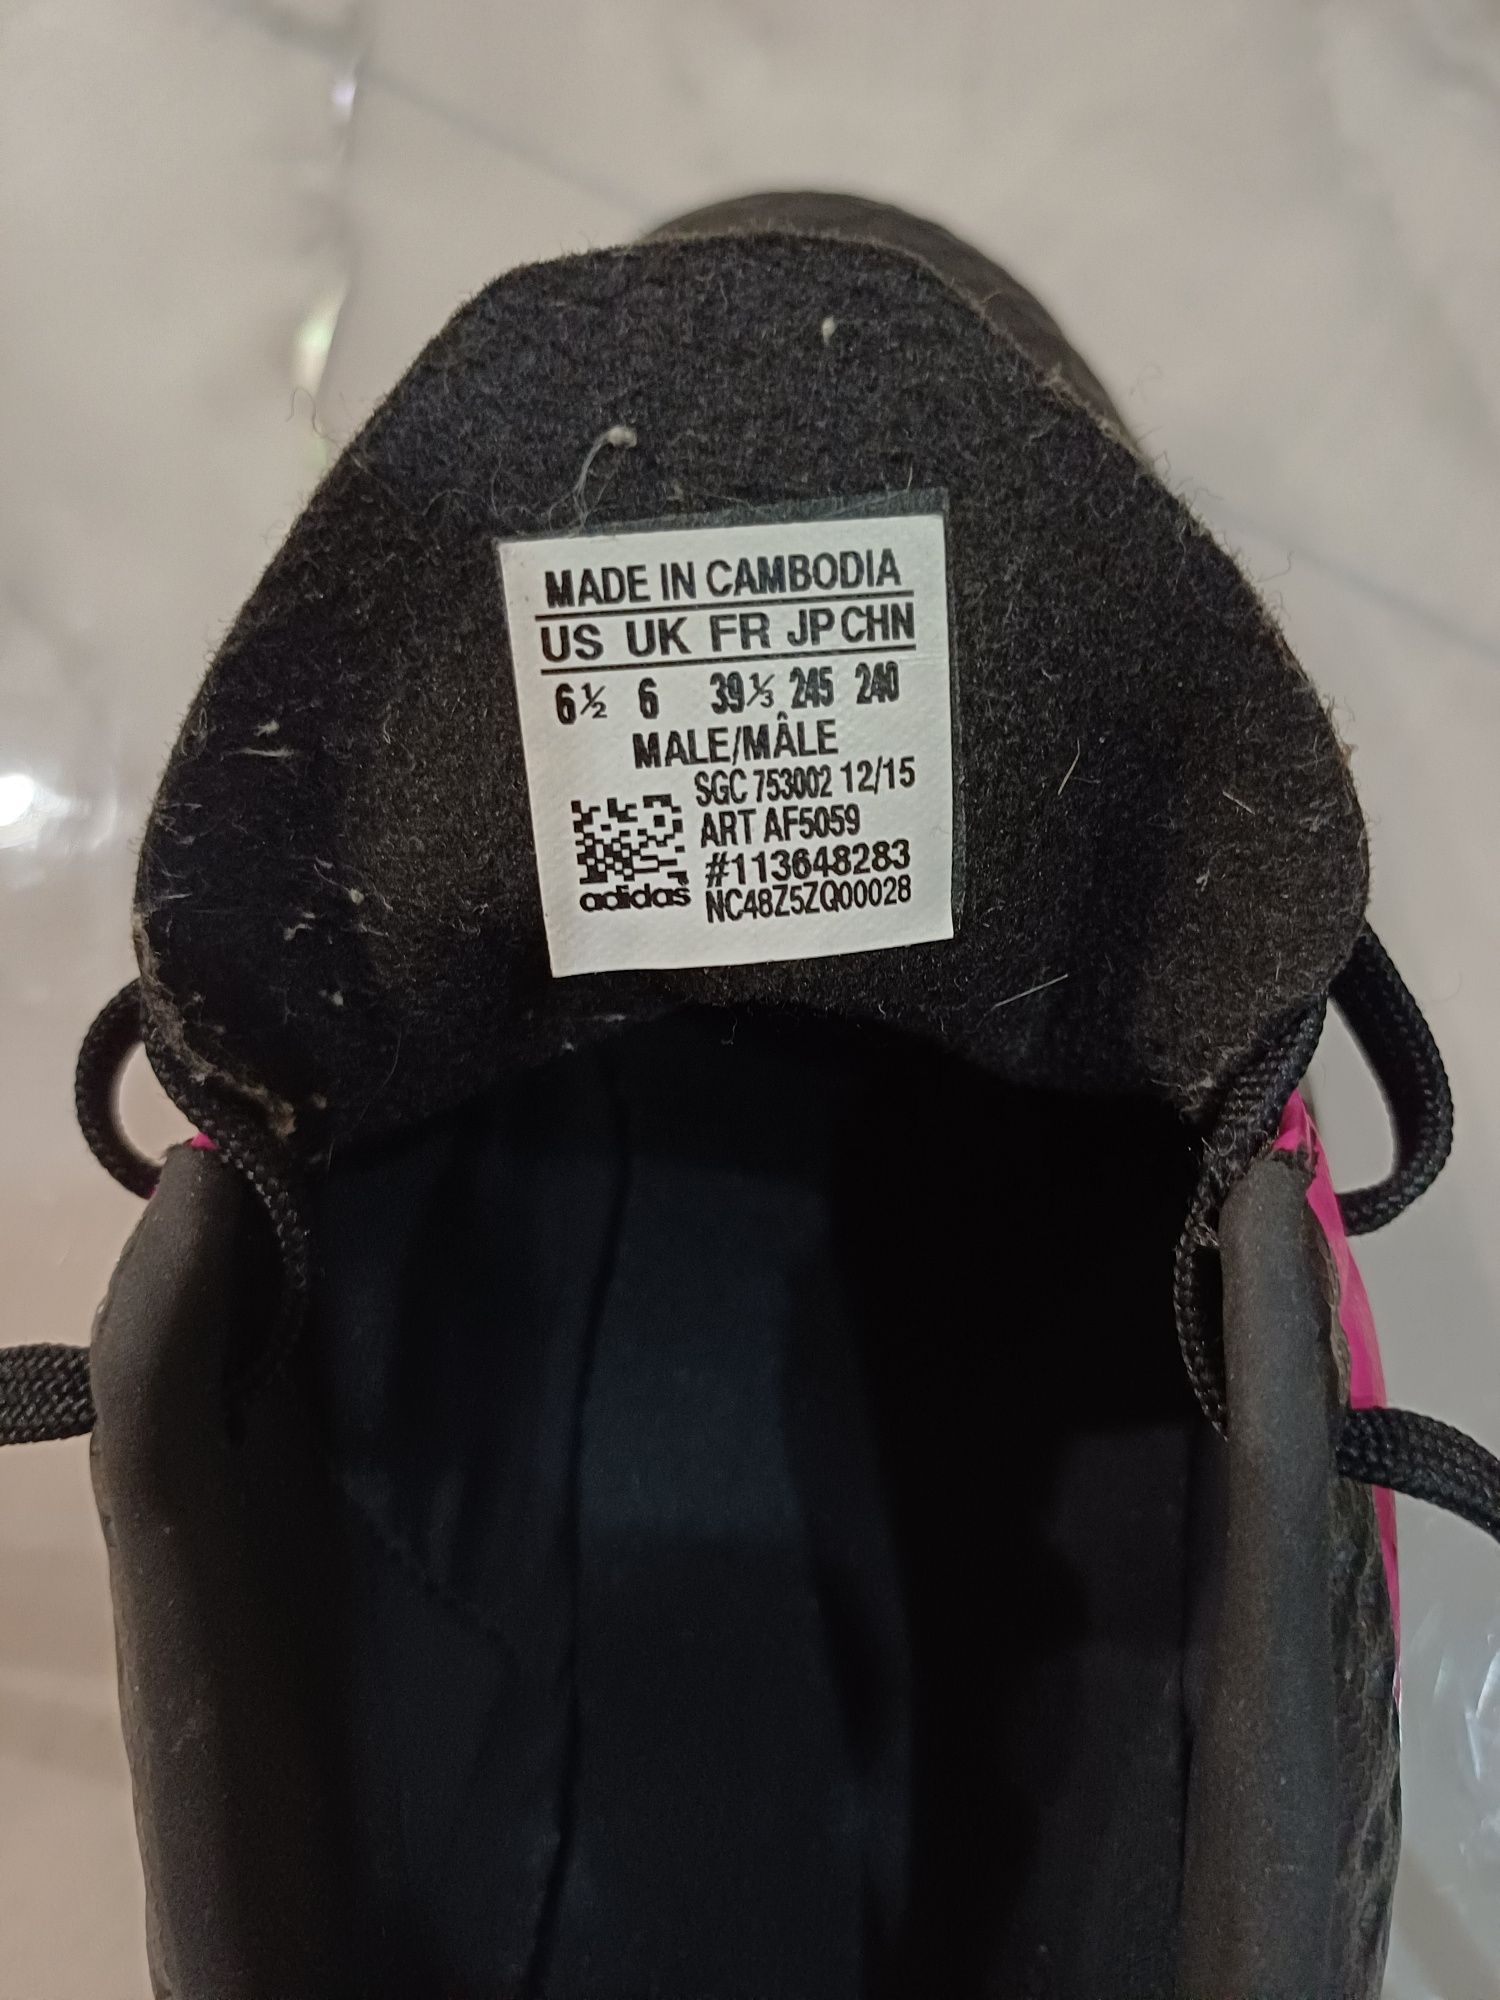 MADE IN CAMBODIA
US UK FR JP CHN
6½ 6 39⅓ 245 240
MALE/MÂLE
SGC 753002 12/15
ART AF5059
#113648283
adidas NC48Z5ZQ00028